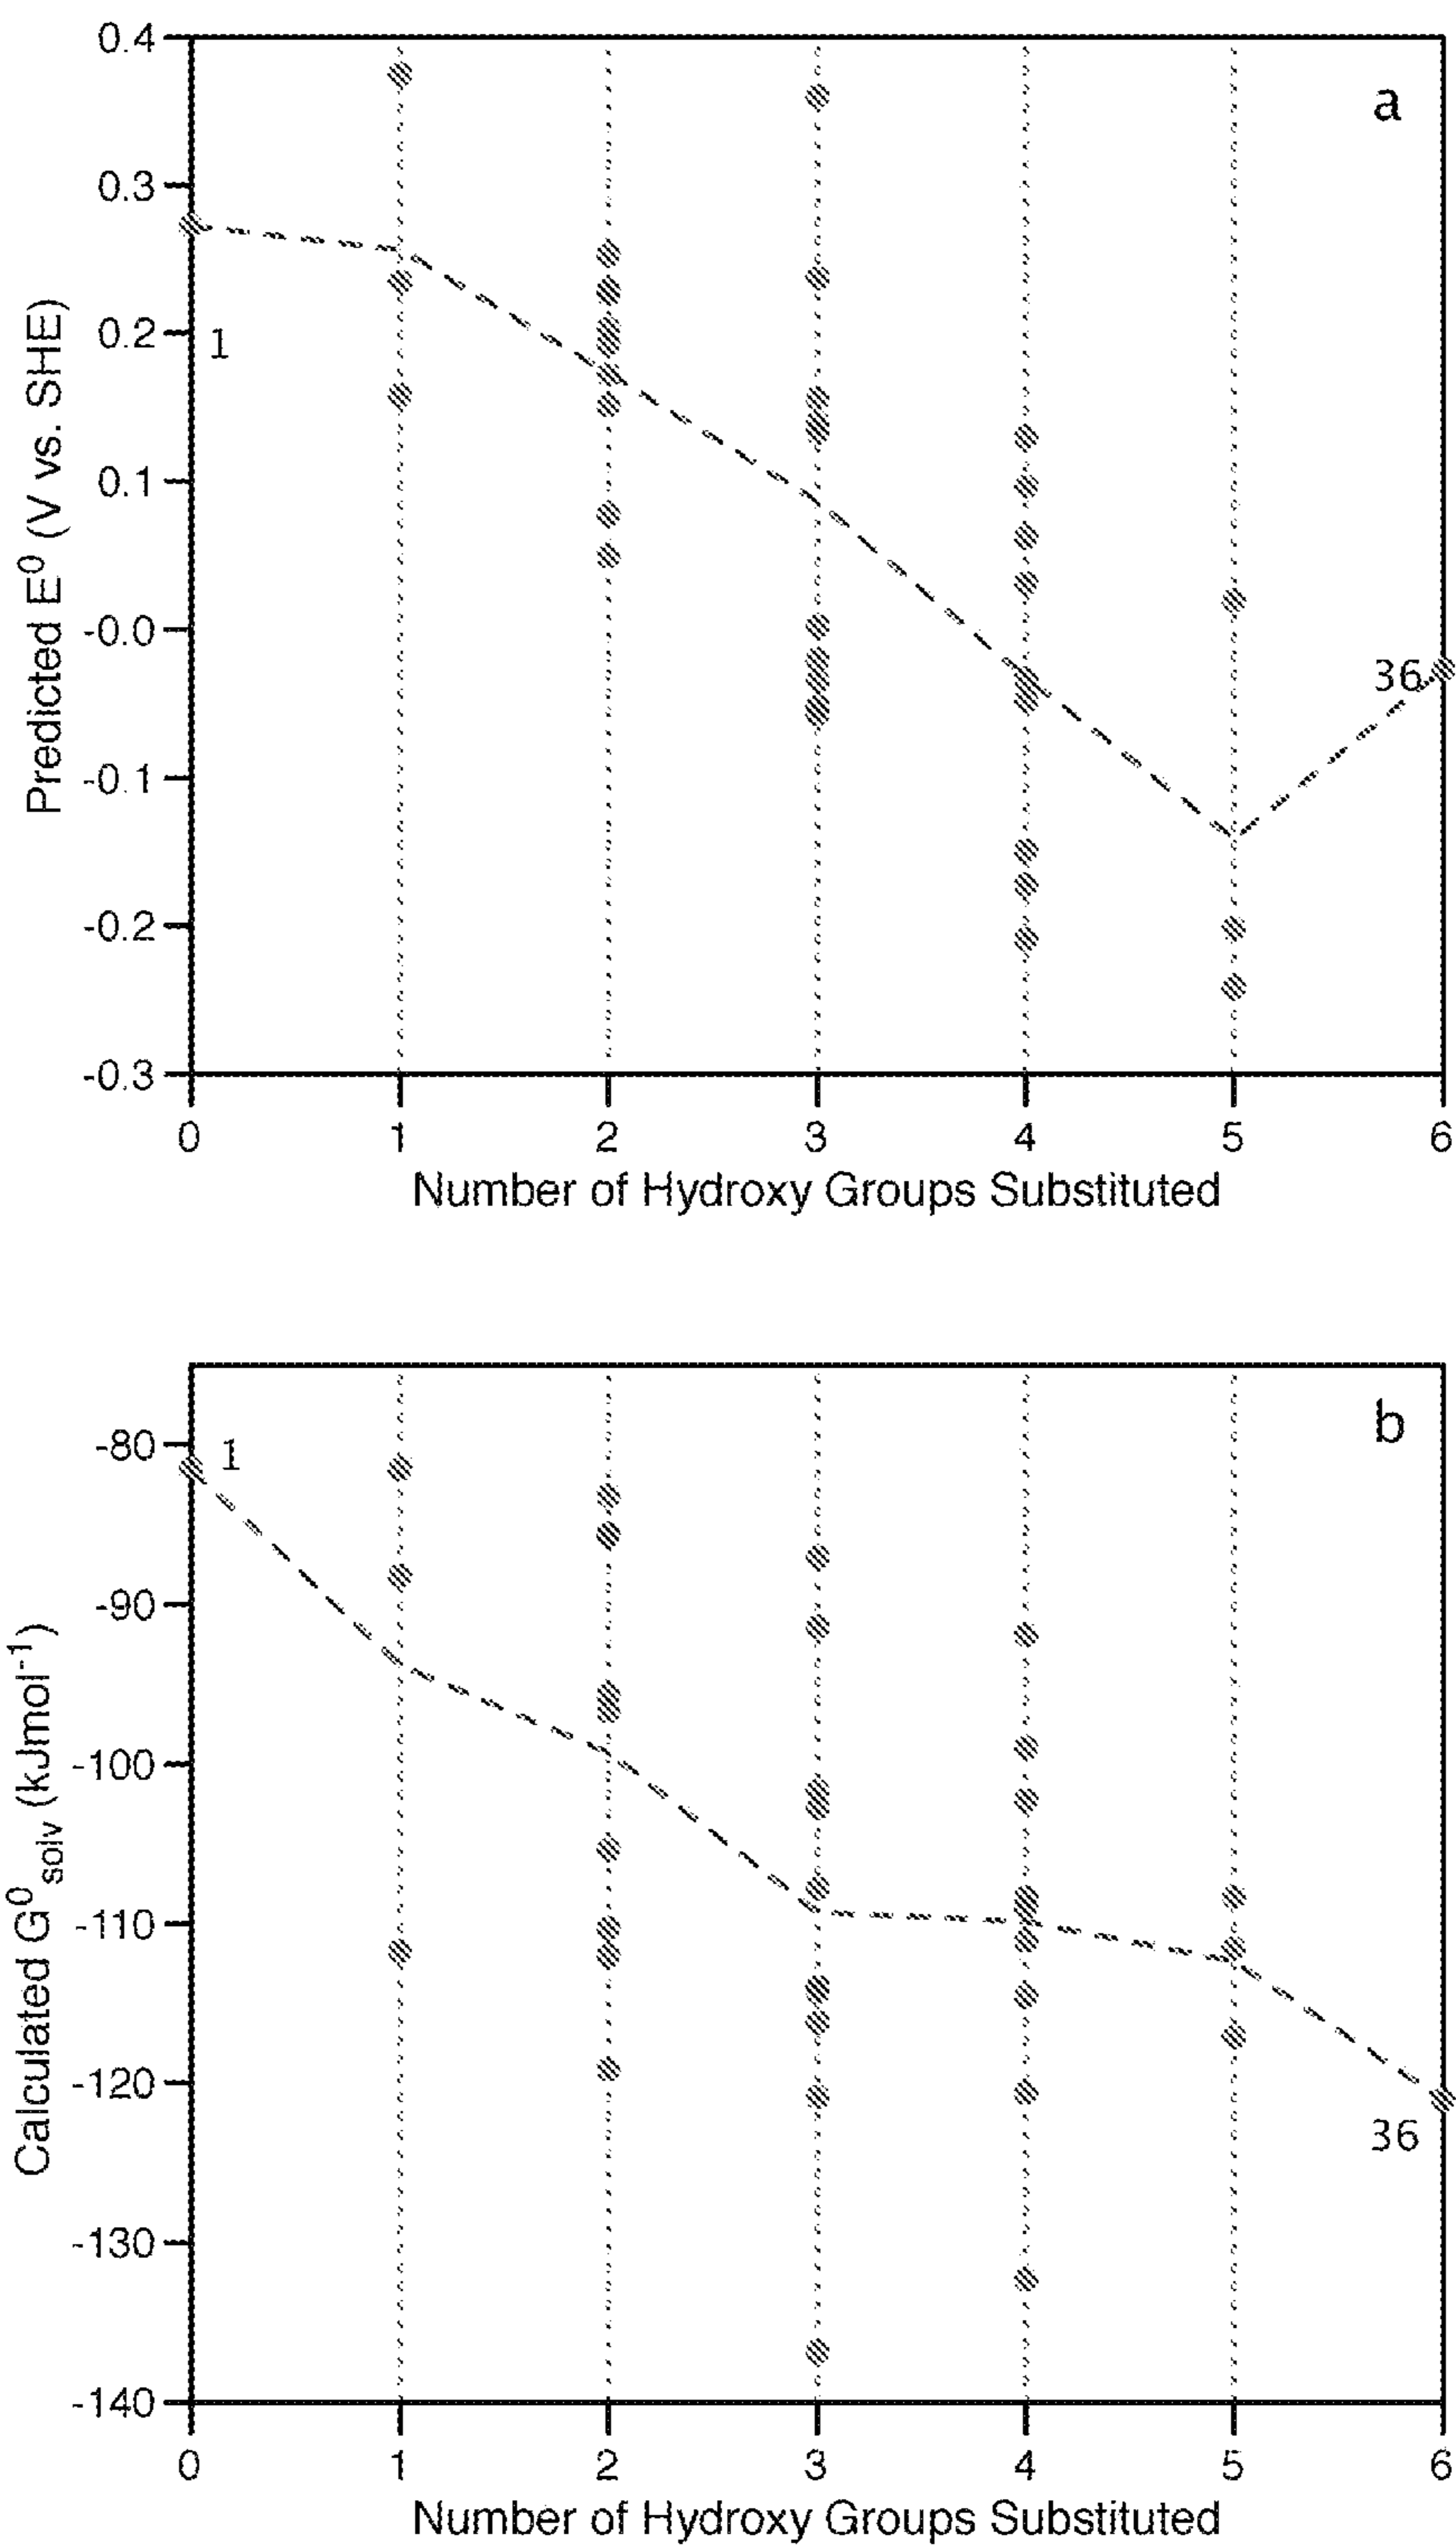 a
Predicted E⁰ (V vs. SHE)
0.4
0.3
0.2
0.1
-0.0
-0.1
-0.2
-0.3
1
36
0 1 2 3 4 5 6
Number of Hydroxy Groups Substituted
b
Calculated G⁰solv (kJmol⁻¹)
-80
-90
-100
-110
-120
-130
-140
1
36
0 1 2 3 4 5 6
Number of Hydroxy Groups Substituted